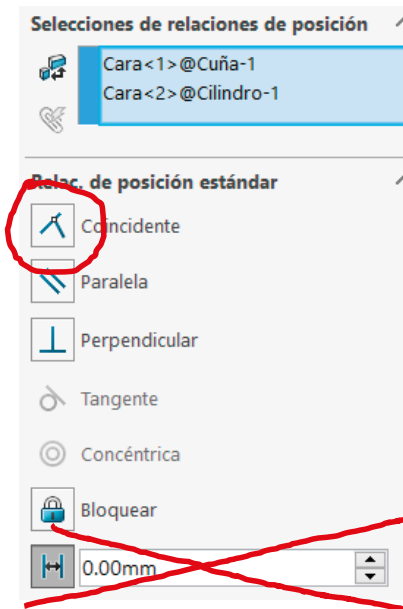 Selecciones de relaciones de posición
Cara<1>@Cuña-1
Cara<2>@Cilindro-1
Relac. de posición estándar
Coincidente
Paralela
Perpendicular
Tangente
Concéntrica
Bloquear
0.00mm